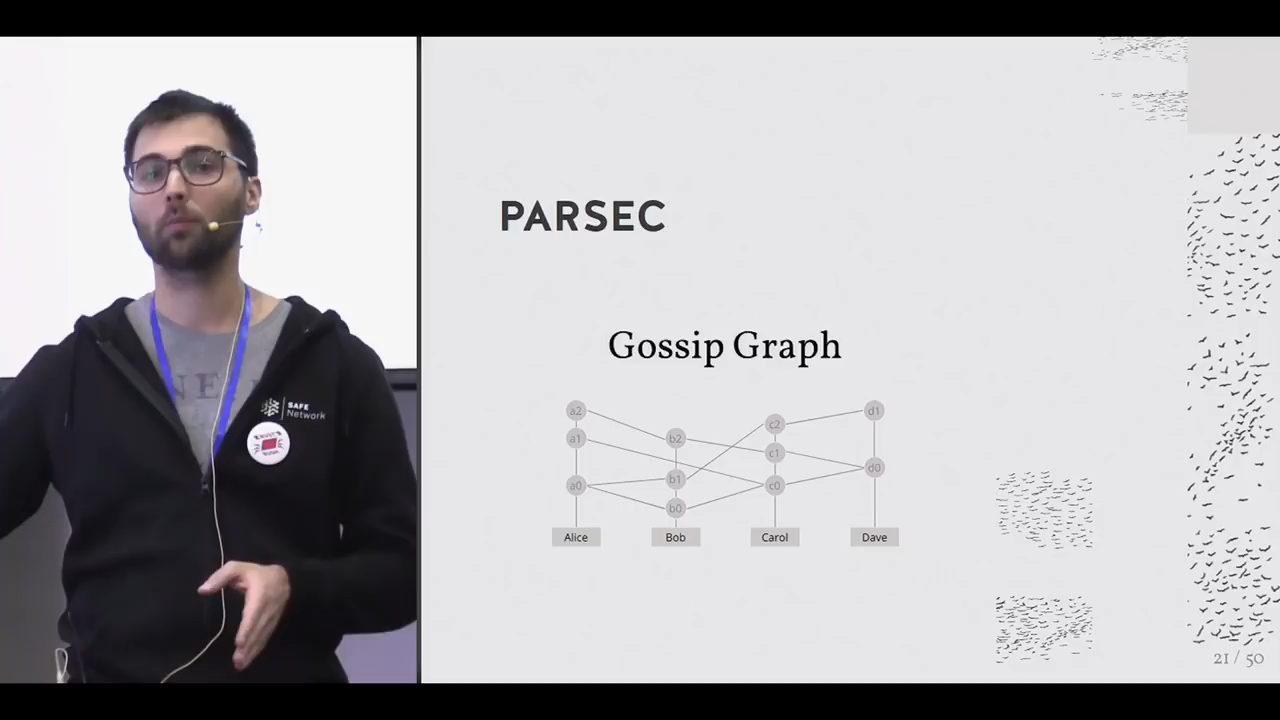 SAFE
Network
PARSEC
Gossip Graph
a2
d1
c2
a1
b2
c1
d0
b1
a0
c0
b0
Alice
Bob
Carol
Dave
21 / 50